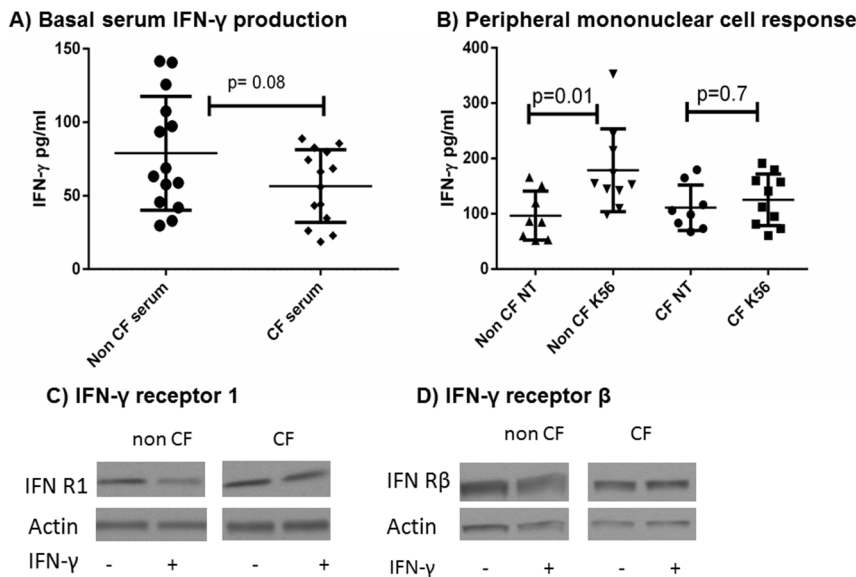 A) Basal serum IFN-γ production
IFN-γ pg/ml
150
100
50
0
p= 0.08
Non CF serum
CF serum
B) Peripheral mononuclear cell response
IFN-γ pg/ml
400
300
200
100
0
p=0.01
p=0.7
Non CF NT
Non CF K56
CF NT
CF K56
C) IFN-γ receptor 1
non CF
CF
IFN R1
Actin
IFN-γ - + - +
D) IFN-γ receptor β
non CF
CF
IFN Rβ
Actin
IFN-γ - + - +